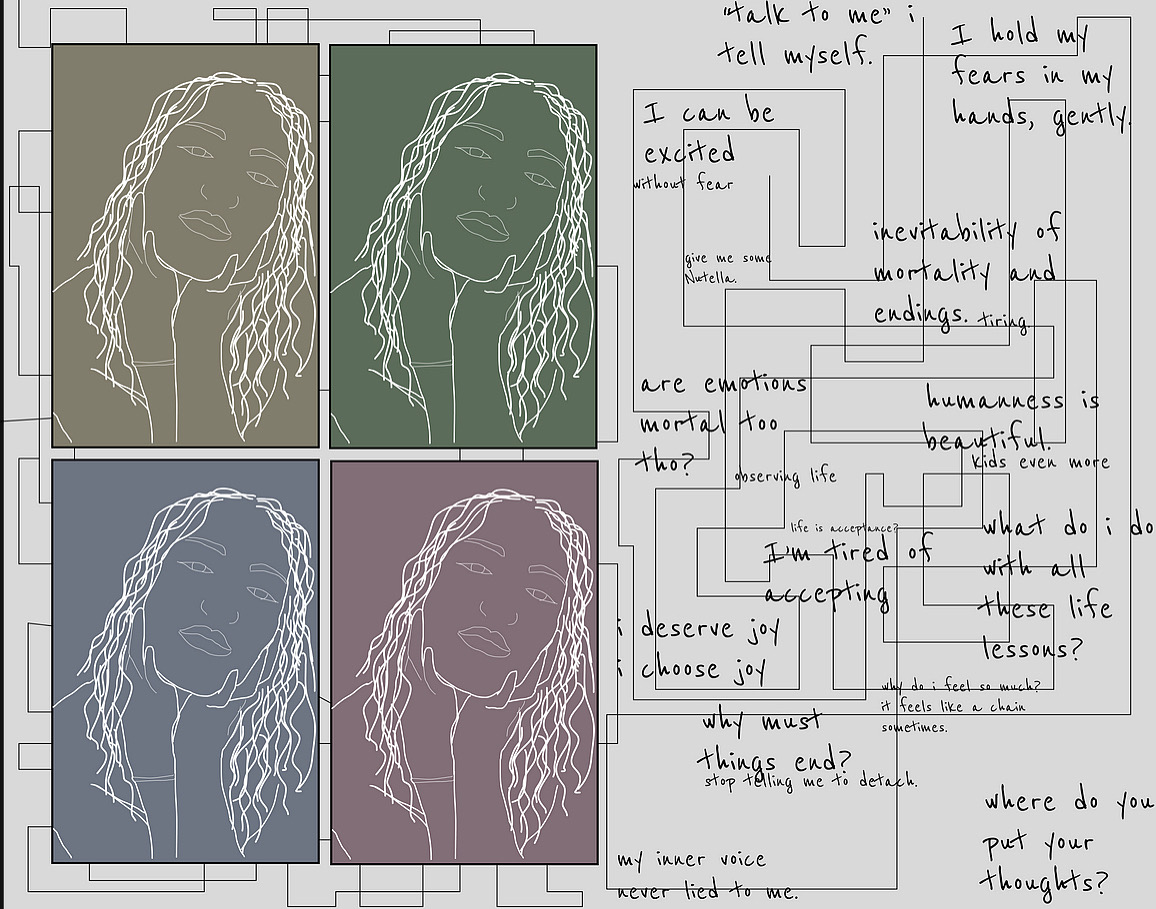 "talk to me" i
tell myself.
I hold my
fears in my
hands, gently.
I can be
excited
without fear
give me some
Nutella.
inevitability of
mortality and
endings.
tiring.
are emotions
mortal too
tho?
humanness is
beautiful.
kids even more
observing life
life is acceptance?
I'm tired of
accepting
what do i do
with all
these life
lessons?
i deserve joy
i choose joy
why do i feel so much?
it feels like a chain
sometimes.
why must
things end?
stop telling me to detach.
where do you
put your
thoughts?
my inner voice
never lied to me.